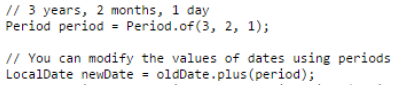 // 3 years, 2 months, 1 day
Period period = Period.of(3, 2, 1);
// You can modify the values of dates using periods
LocalDate newDate = oldDate.plus(period);